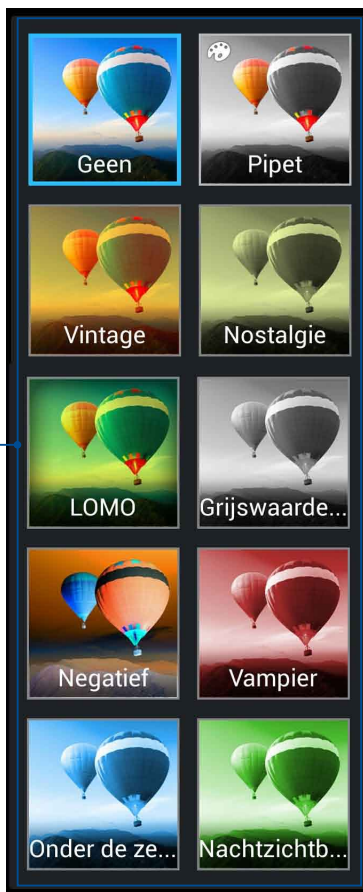 Geen
Pipet
Vintage
Nostalgie
LOMO
Grijswaarde...
Negatief
Vampier
Onder de ze...
Nachtzichtb...